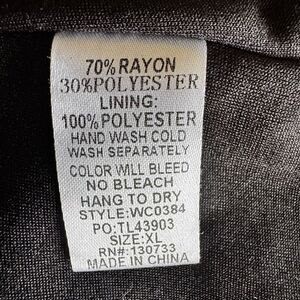 70% RAYON
30%POLYESTER
LINING:
100% POLYESTER
HAND WASH COLD
WASH SEPARATELY
COLOR WILL BLEED
NO BLEACH
HANG TO DRY
STYLE:WC0384
PO:TL43903
SIZE:XL
RN#:130733
MADE IN CHINA